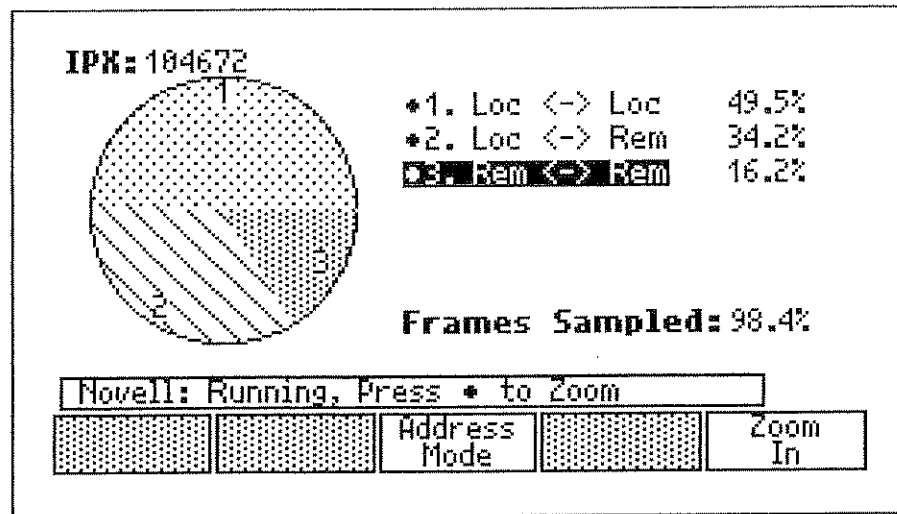 IPX: 104672
1
•1. Loc <-> Loc 49.5%
•2. Loc <-> Rem 34.2%
•3. Rem <-> Rem 16.2%
3
2
Frames Sampled: 98.4%
Novell: Running, Press • to Zoom
Address
Mode
Zoom
In